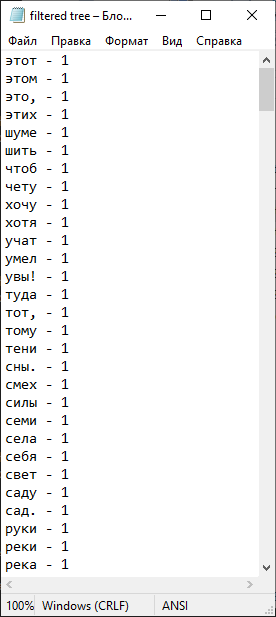 filtered tree – Бло...
Файл Правка Формат Вид Справка
этот - 1
этом - 1
это, - 1
этих - 1
шуме - 1
шить - 1
чтоб - 1
чету - 1
хочу - 1
хотя - 1
учат - 1
умел - 1
увы! - 1
туда - 1
тот, - 1
тому - 1
тени - 1
сны. - 1
смех - 1
силы - 1
семи - 1
села - 1
себя - 1
свет - 1
саду - 1
сад. - 1
руки - 1
реки - 1
река - 1
100% Windows (CRLF) ANSI